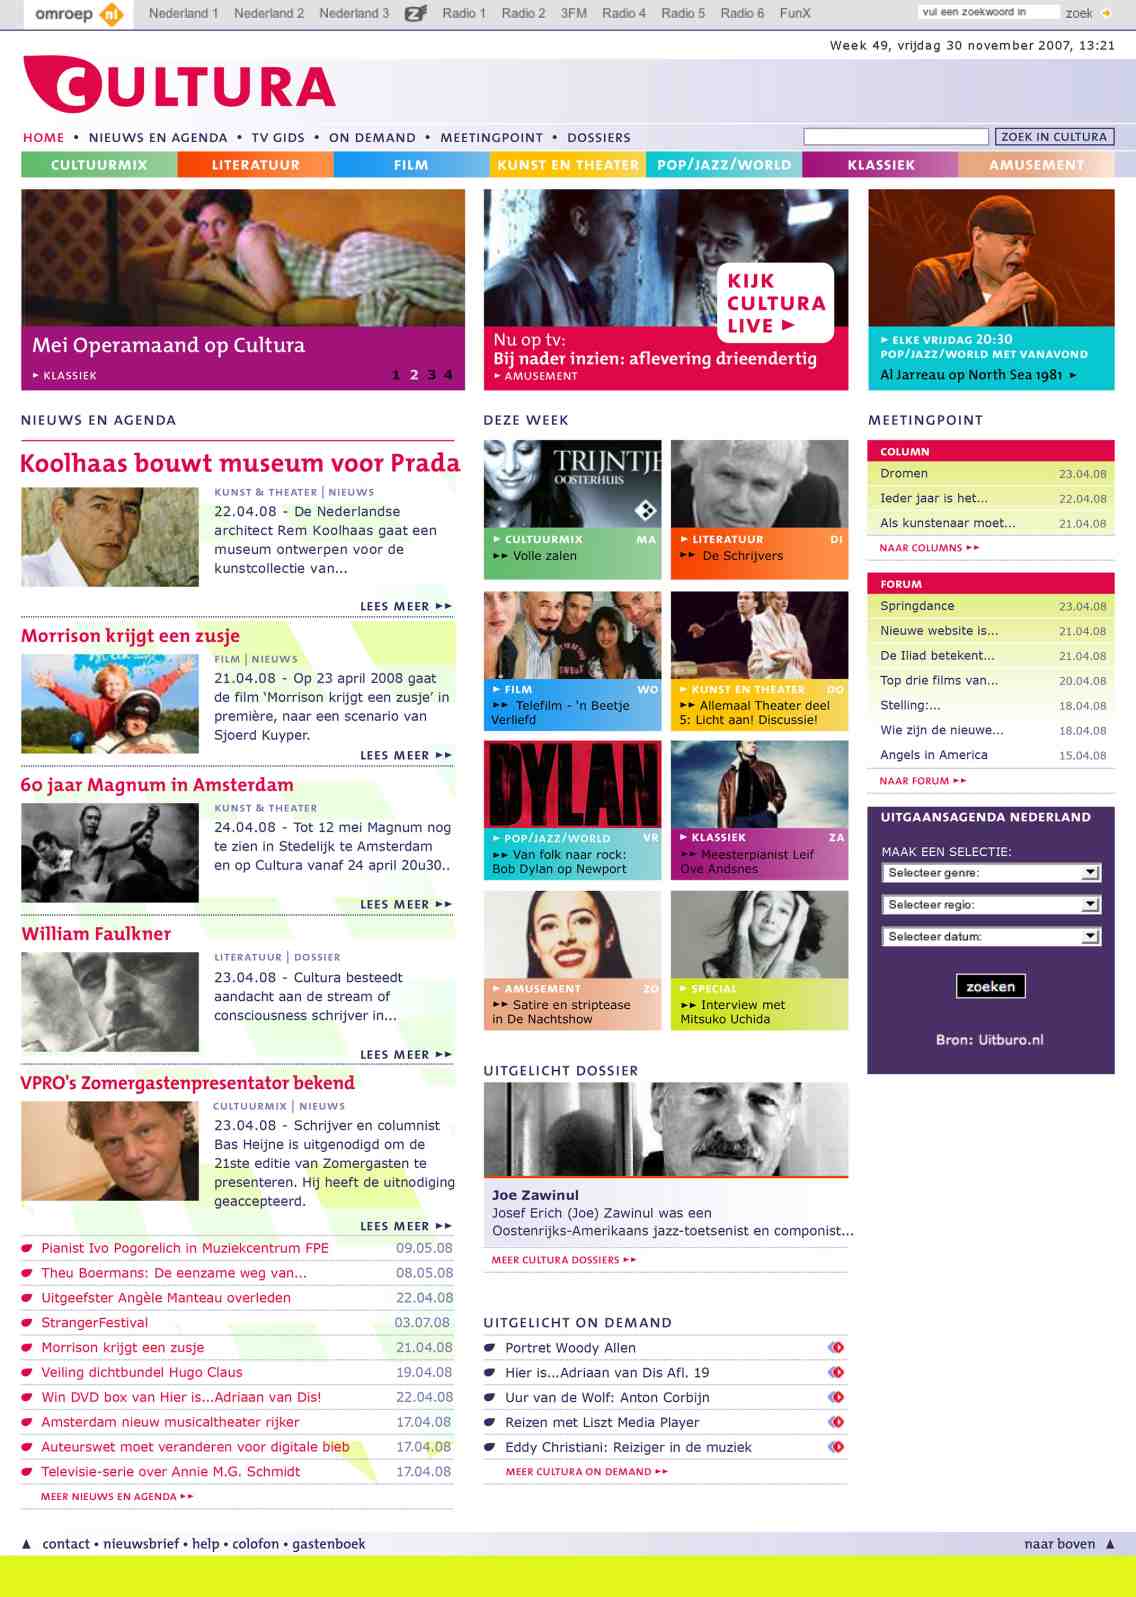 omroep nl Nederland 1 Nederland 2 Nederland 3 Z@ Radio 1 Radio 2 3FM Radio 4 Radio 5 Radio 6 FunX vul een zoekwoord in zoek
Week 49, vrijdag 30 november 2007, 13:21
CULTURA
HOME • NIEUWS EN AGENDA • TV GIDS • ON DEMAND • MEETINGPOINT • DOSSIERS ZOEK IN CULTURA
CULTUURMIX LITERATUUR FILM KUNST EN THEATER POP/JAZZ/WORLD KLASSIEK AMUSEMENT
Mei Operamaand op Cultura
KLASSIEK 1 2 3 4
KIJK
CULTURA
LIVE
Nu op tv:
Bij nader inzien: aflevering drieendertig
AMUSEMENT
ELKE VRIJDAG 20:30
POP/JAZZ/WORLD MET VANAVOND
Al Jarreau op North Sea 1981
NIEUWS EN AGENDA
Koolhaas bouwt museum voor Prada
KUNST & THEATER | NIEUWS
22.04.08 - De Nederlandse
architect Rem Koolhaas gaat een
museum ontwerpen voor de
kunstcollectie van...
LEES MEER
Morrison krijgt een zusje
FILM | NIEUWS
21.04.08 - Op 23 april 2008 gaat
de film ‘Morrison krijgt een zusje’ in
première, naar een scenario van
Sjoerd Kuyper.
LEES MEER
60 jaar Magnum in Amsterdam
KUNST & THEATER
24.04.08 - Tot 12 mei Magnum nog
te zien in Stedelijk te Amsterdam
en op Cultura vanaf 24 april 20u30..
LEES MEER
William Faulkner
LITERATUUR | DOSSIER
23.04.08 - Cultura besteedt
aandacht aan de stream of
consciousness schrijver in...
LEES MEER
VPRO's Zomergastenpresentator bekend
CULTUURMIX | NIEUWS
23.04.08 - Schrijver en columnist
Bas Heijne is uitgenodigd om de
21ste editie van Zomergasten te
presenteren. Hij heeft de uitnodiging
geaccepteerd.
LEES MEER
Pianist Ivo Pogorelich in Muziekcentrum FPE 09.05.08
Theu Boermans: De eenzame weg van... 08.05.08
Uitgeefster Angèle Manteau overleden 22.04.08
StrangerFestival 03.07.08
Morrison krijgt een zusje 21.04.08
Veiling dichtbundel Hugo Claus 19.04.08
Win DVD box van Hier is...Adriaan van Dis! 22.04.08
Amsterdam nieuw musicaltheater rijker 17.04.08
Auteurswet moet veranderen voor digitale bieb 17.04.08
Televisie-serie over Annie M.G. Schmidt 17.04.08
MEER NIEUWS EN AGENDA
DEZE WEEK
TRIJNTJE
OOSTERHUIS
CULTUURMIX MA
Volle zalen
LITERATUUR DI
De Schrijvers
FILM WO
Telefilm - 'n Beetje
Verliefd
KUNST EN THEATER DO
Allemaal Theater deel
5: Licht aan! Discussie!
DYLAN
POP/JAZZ/WORLD VR
Van folk naar rock:
Bob Dylan op Newport
KLASSIEK ZA
Meesterpianist Leif
Ove Andsnes
AMUSEMENT ZO
Satire en striptease
in De Nachtshow
SPECIAL
Interview met
Mitsuko Uchida
UITGELICHT DOSSIER
Joe Zawinul
Josef Erich (Joe) Zawinul was een
Oostenrijks-Amerikaans jazz-toetsenist en componist...
MEER CULTURA DOSSIERS
UITGELICHT ON DEMAND
Portret Woody Allen
Hier is...Adriaan van Dis Afl. 19
Uur van de Wolf: Anton Corbijn
Reizen met Liszt Media Player
Eddy Christiani: Reiziger in de muziek
MEER CULTURA ON DEMAND
MEETINGPOINT
COLUMN
Dromen 23.04.08
Ieder jaar is het... 22.04.08
Als kunstenaar moet... 21.04.08
NAAR COLUMNS
FORUM
Springdance 23.04.08
Nieuwe website is... 21.04.08
De Iliad betekent... 21.04.08
Top drie films van... 20.04.08
Stelling:... 18.04.08
Wie zijn de nieuwe... 18.04.08
Angels in America 15.04.08
NAAR FORUM
UITGAANSAGENDA NEDERLAND
MAAK EEN SELECTIE:
Selecteer genre:
Selecteer regio:
Selecteer datum:
zoeken
Bron: Uitburo.nl
contact • nieuwsbrief • help • colofon • gastenboek naar boven